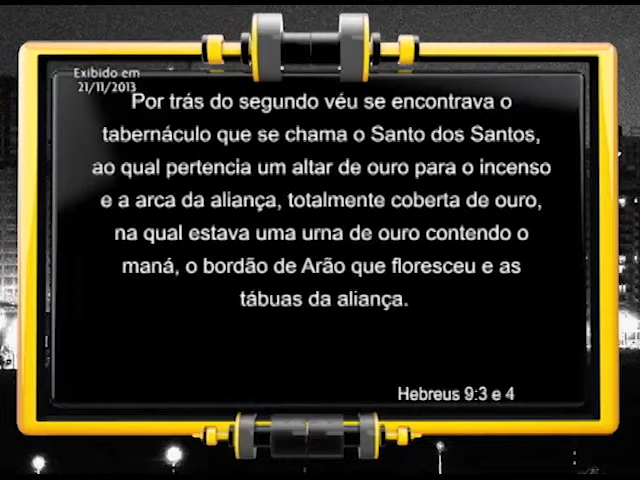 Exibido em
21/11/2013
Por trás do segundo véu se encontrava o
tabernáculo que se chama o Santo dos Santos,
ao qual pertencia um altar de ouro para o incenso
e a arca da aliança, totalmente coberta de ouro,
na qual estava uma urna de ouro contendo o
maná, o bordão de Arão que floresceu e as
tábuas da aliança.
Hebreus 9:3 e 4